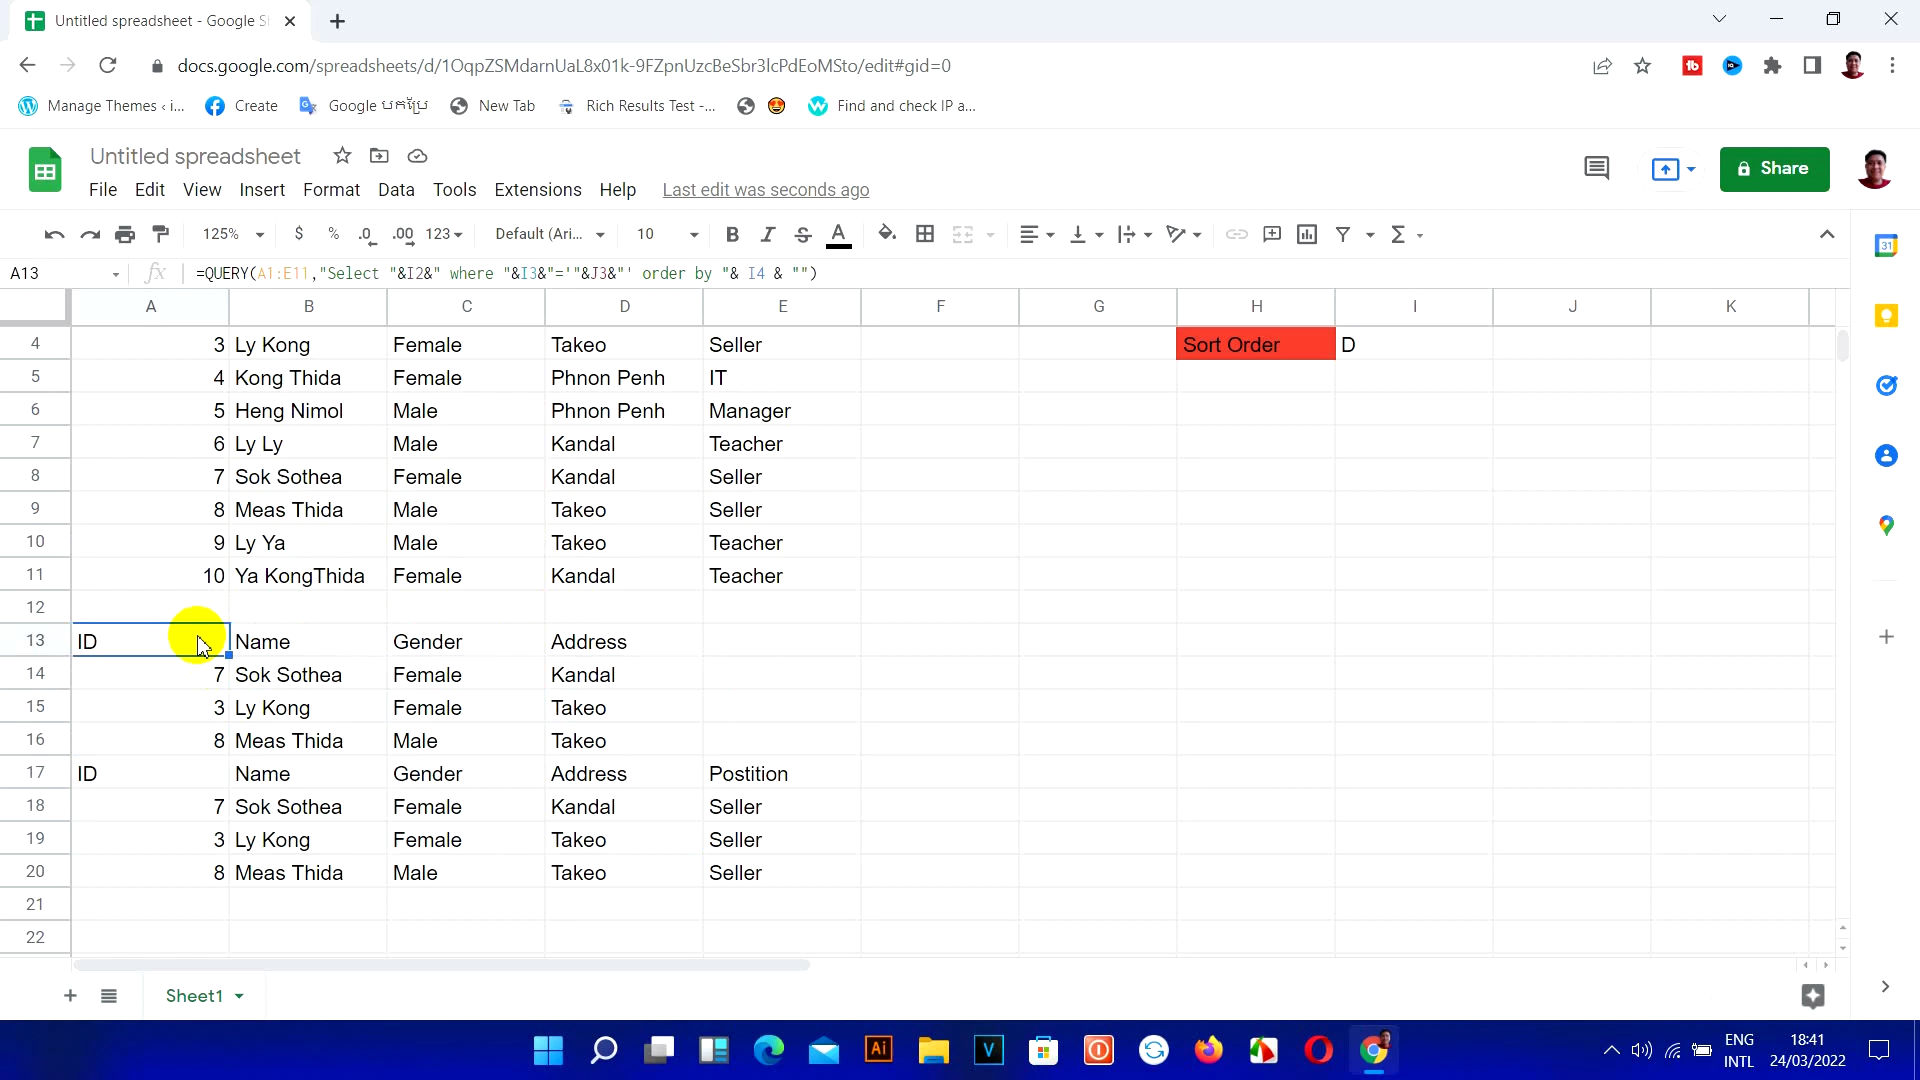 Untitled spreadsheet - Google S
docs.google.com/spreadsheets/d/1OqpZSMdarnUaL8x01k-9FZpnUzcBeSbr3lcPdEoMSto/edit#gid=0
Manage Themes ‹ i... Create Google បកប្រែ New Tab Rich Results Test -... Find and check IP a...
Untitled spreadsheet
Share
File Edit View Insert Format Data Tools Extensions Help Last edit was seconds ago
125% $ % .0 .00 123 Default (Ari... 10 B I S A
A13 fx =QUERY(A1:E11,"Select "&I2&" where "&I3&"='"&J3&"' order by "& I4 & "")
A B C D E F G H I J K
4 3 Ly Kong Female Takeo Seller Sort Order D
5 4 Kong Thida Female Phnon Penh IT
6 5 Heng Nimol Male Phnon Penh Manager
7 6 Ly Ly Male Kandal Teacher
8 7 Sok Sothea Female Kandal Seller
9 8 Meas Thida Male Takeo Seller
10 9 Ly Ya Male Takeo Teacher
11 10 Ya KongThida Female Kandal Teacher
12
13 ID Name Gender Address
14 7 Sok Sothea Female Kandal
15 3 Ly Kong Female Takeo
16 8 Meas Thida Male Takeo
17 ID Name Gender Address Postition
18 7 Sok Sothea Female Kandal Seller
19 3 Ly Kong Female Takeo Seller
20 8 Meas Thida Male Takeo Seller
21
22
Sheet1
ENG 18:41
INTL 24/03/2022